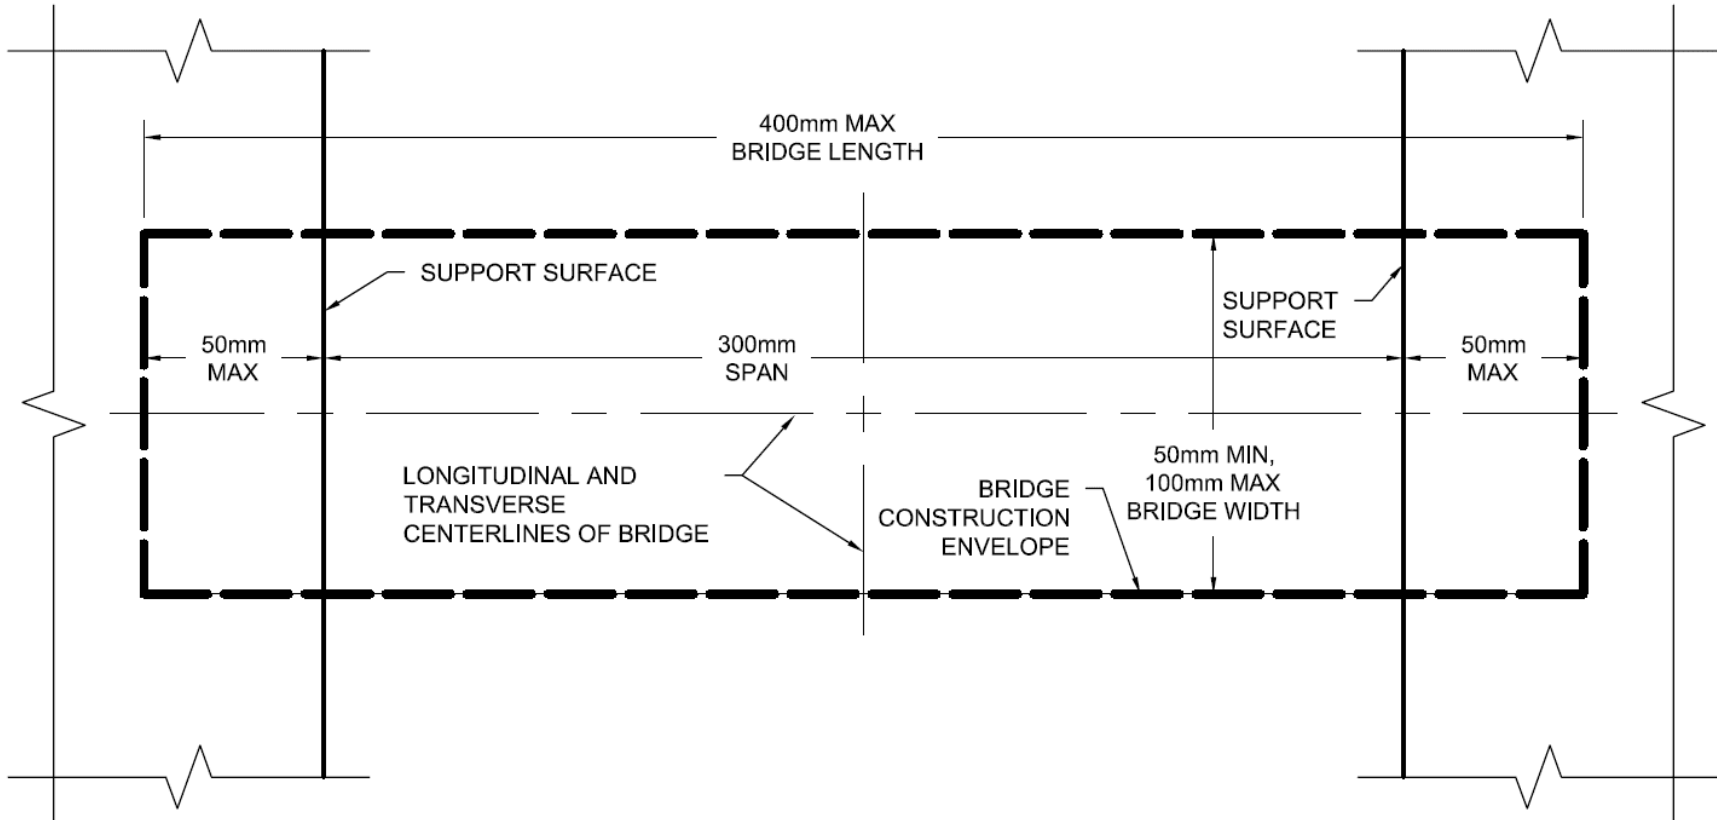 400mm MAX
BRIDGE LENGTH
SUPPORT SURFACE
SUPPORT
SURFACE
50mm
MAX
300mm
SPAN
50mm
MAX
LONGITUDINAL AND
TRANSVERSE
CENTERLINES OF BRIDGE
BRIDGE
CONSTRUCTION
ENVELOPE
50mm MIN,
100mm MAX
BRIDGE WIDTH